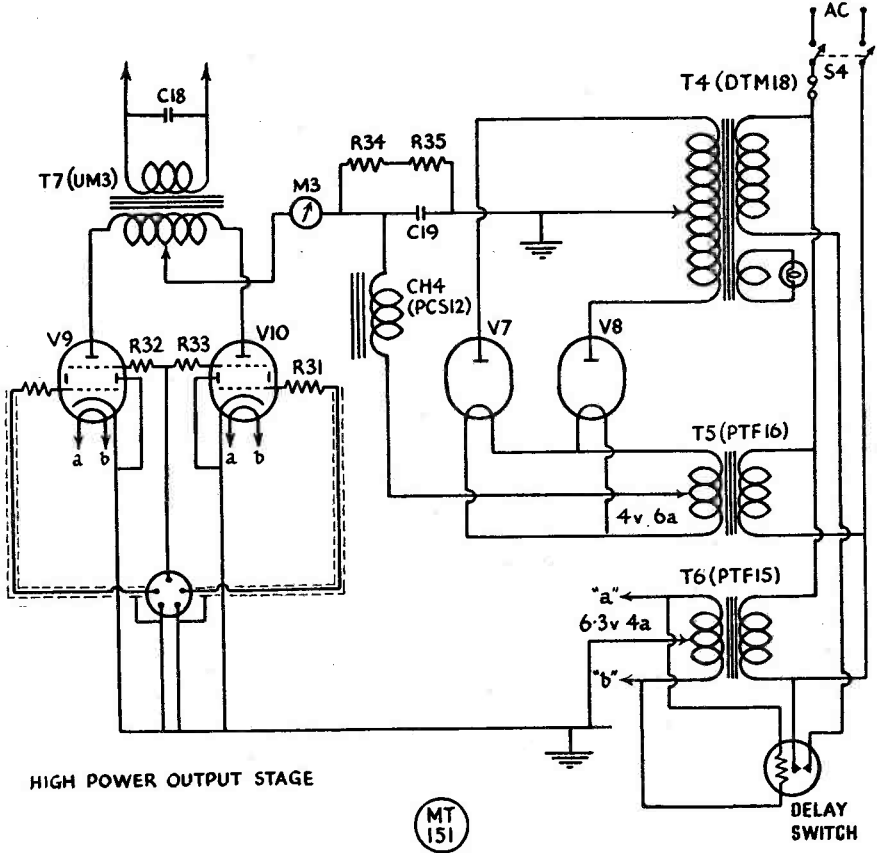 AC
S4
T4 (DTM18)
C18
R34 R35
T7 (UM3)
M3
C19
CH4
(PCS12)
V7 V8
V9 R32 R33 V10
R31
a b a b
T5 (PTF16)
4v. 6a
T6 (PTF15)
"a"
6·3v 4a
"b"
HIGH POWER OUTPUT STAGE
MT
151
DELAY
SWITCH